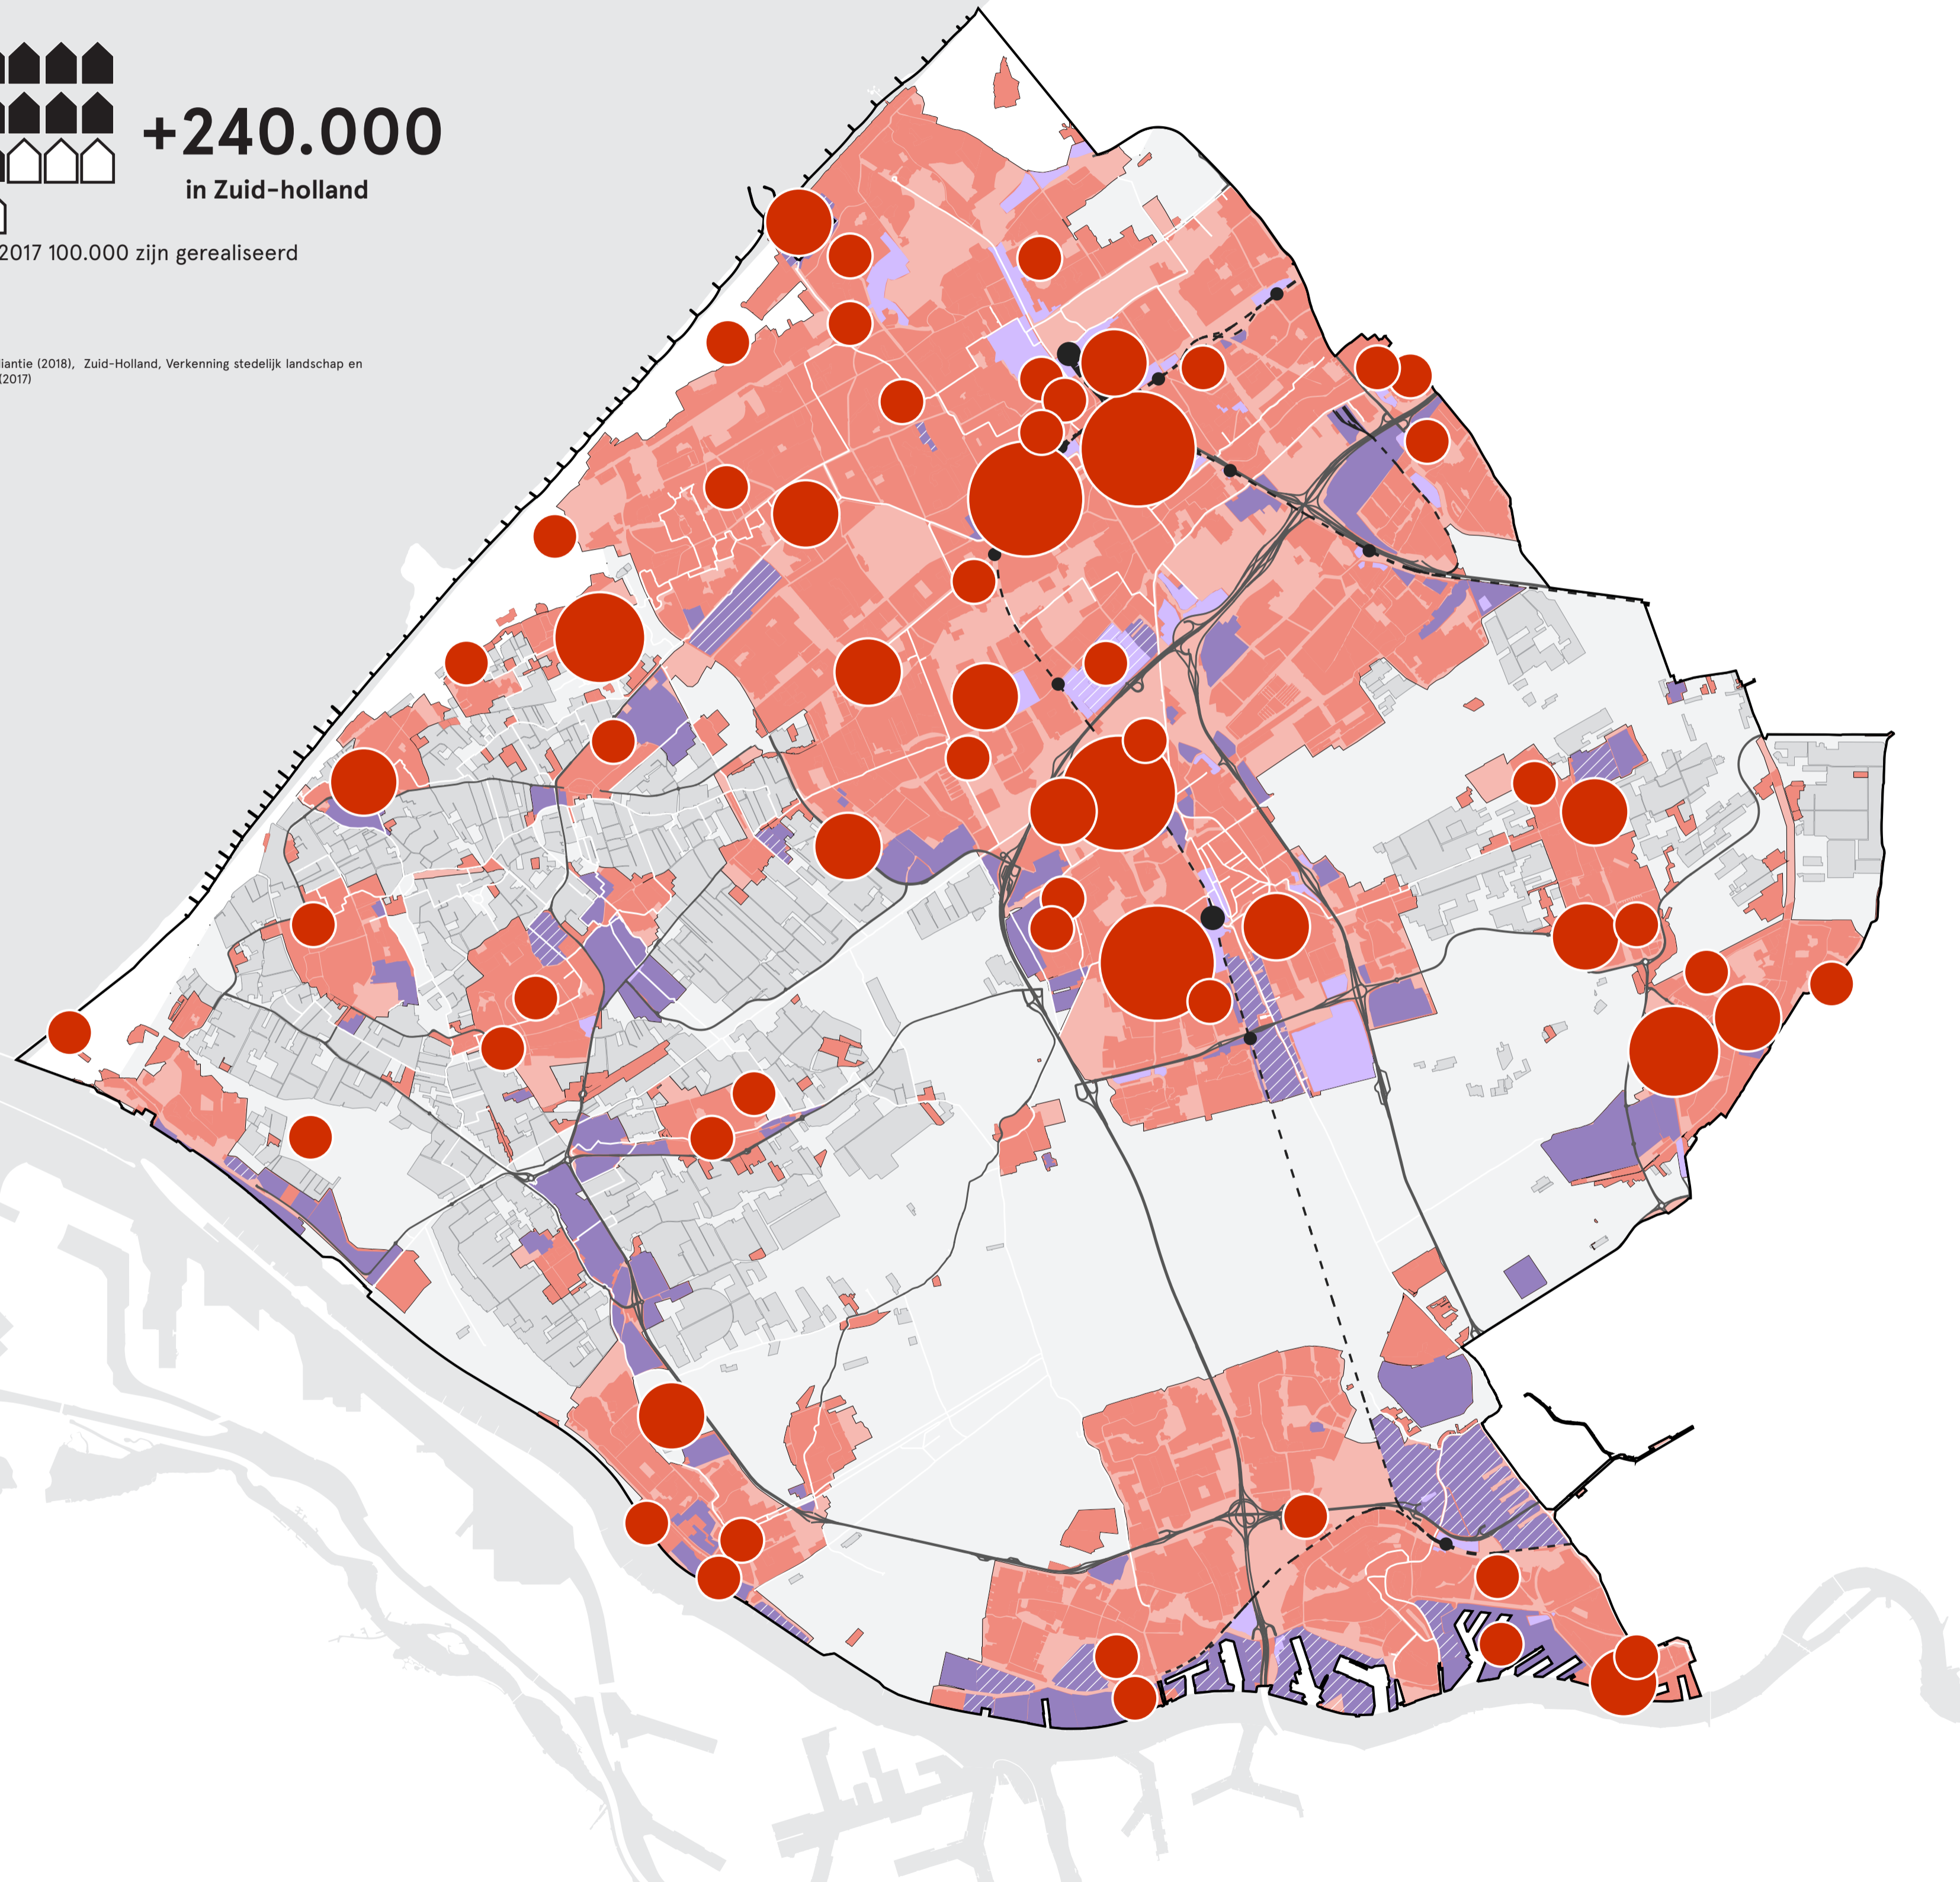 +240.000
in Zuid-holland
2017 100.000 zijn gerealiseerd
iantie (2018), Zuid-Holland, Verkenning stedelijk landschap en
(2017)